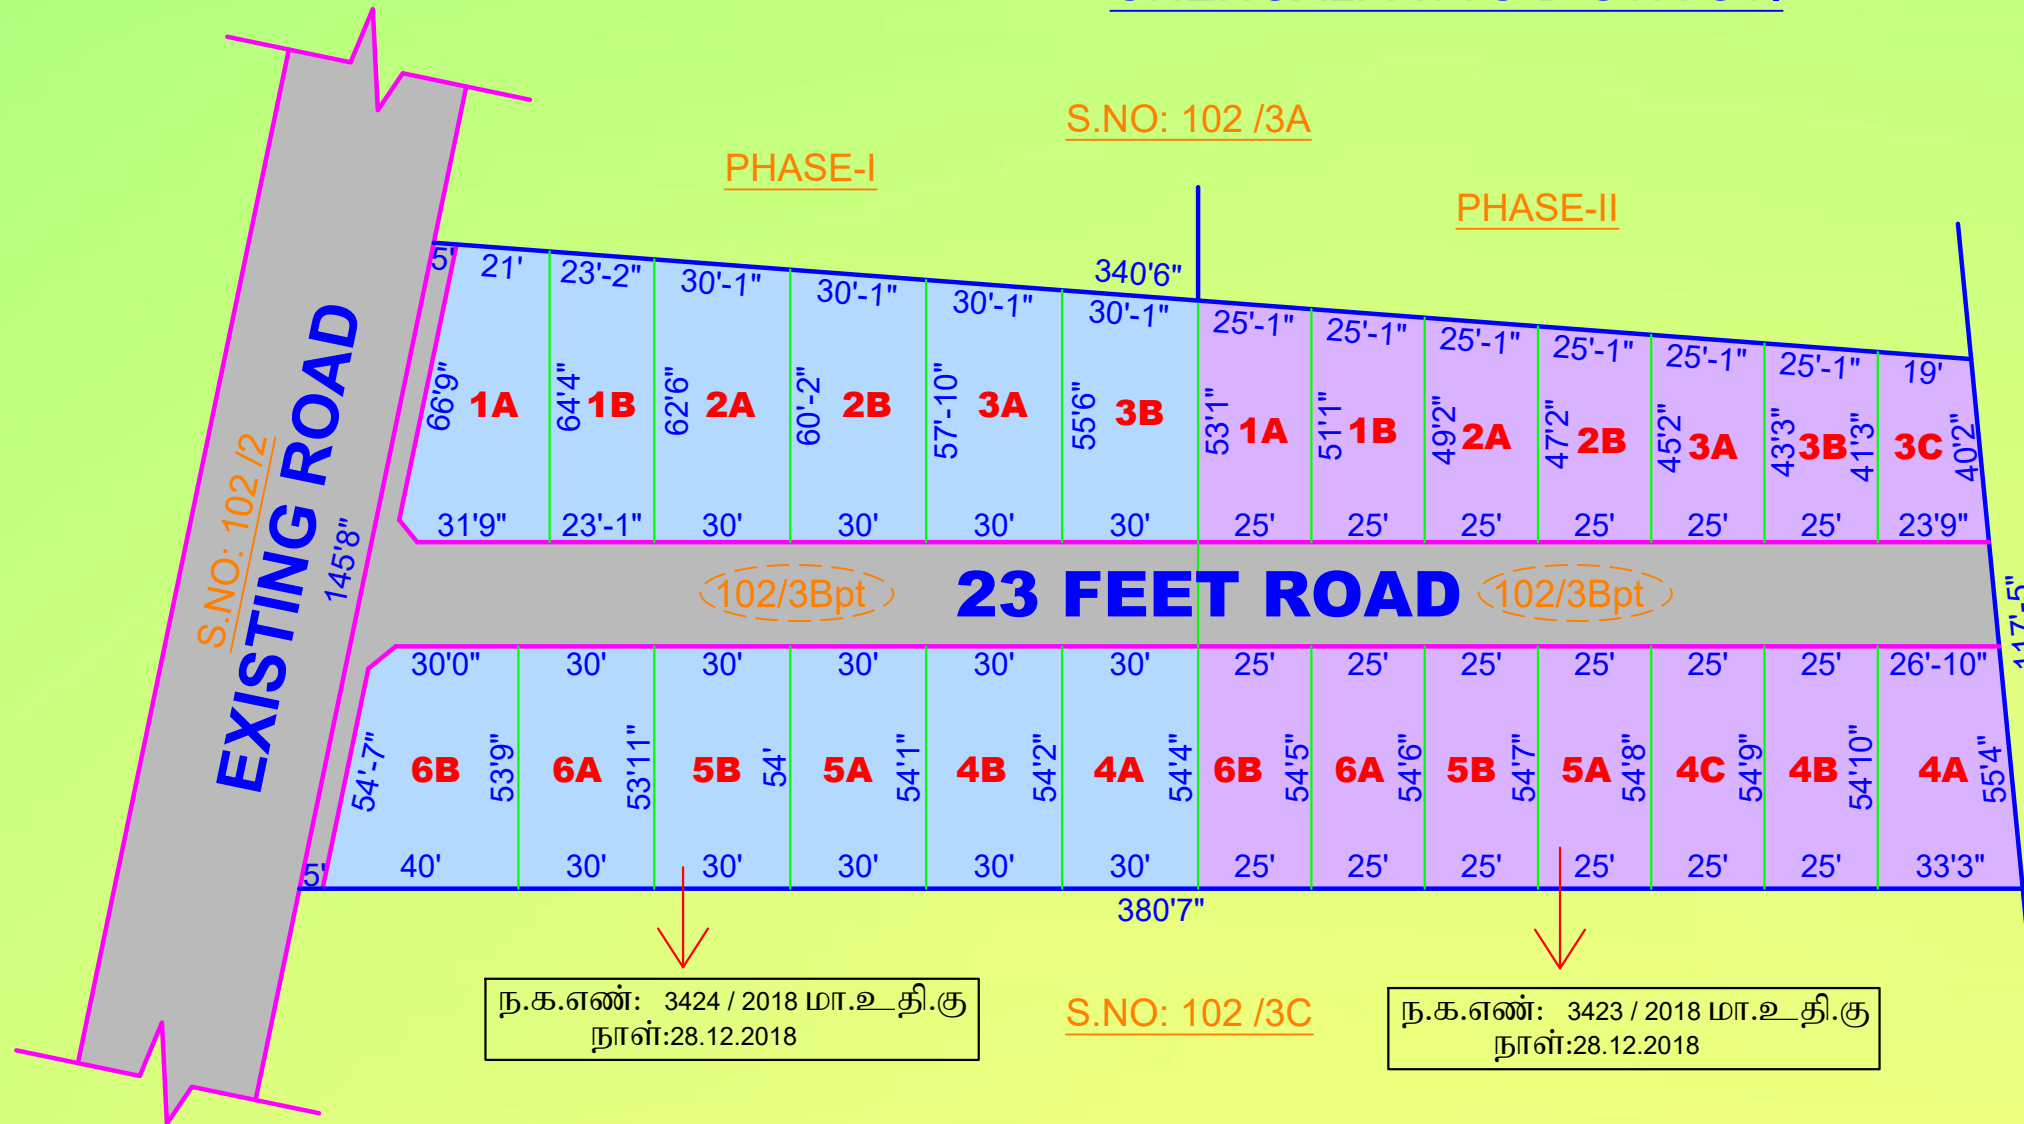 S.NO: 102 /3A
PHASE-I
PHASE-II
340'6"
5' 21' 23'-2" 30'-1" 30'-1" 30'-1" 30'-1" 25'-1" 25'-1" 25'-1" 25'-1" 25'-1" 25'-1" 19'
66'9" 1A 64'4" 1B 62'6" 2A 60'-2" 2B 57'-10" 3A 55'6" 3B 53'1" 1A 51'1" 1B 49'2" 2A 47'2" 2B 45'2" 3A 43'3" 3B 41'3" 3C 40'2"
31'9" 23'-1" 30' 30' 30' 30' 25' 25' 25' 25' 25' 25' 23'9"
S.NO: 102 /2
EXISTING ROAD
145'8"
102/3Bpt 23 FEET ROAD 102/3Bpt
117'-5"
30'0" 30' 30' 30' 30' 30' 25' 25' 25' 25' 25' 25' 26'-10"
54'-7" 6B 53'9" 6A 53'11" 5B 54' 5A 54'1" 4B 54'2" 4A 54'4" 6B 54'5" 6A 54'6" 5B 54'7" 5A 54'8" 4C 54'9" 4B 54'10" 4A 55'4"
5' 40' 30' 30' 30' 30' 30' 25' 25' 25' 25' 25' 25' 33'3"
380'7"
ந.க.எண்: 3424 / 2018 மா.உ.தி.கு
நாள்:28.12.2018
S.NO: 102 /3C
ந.க.எண்: 3423 / 2018 மா.உ.தி.கு
நாள்:28.12.2018